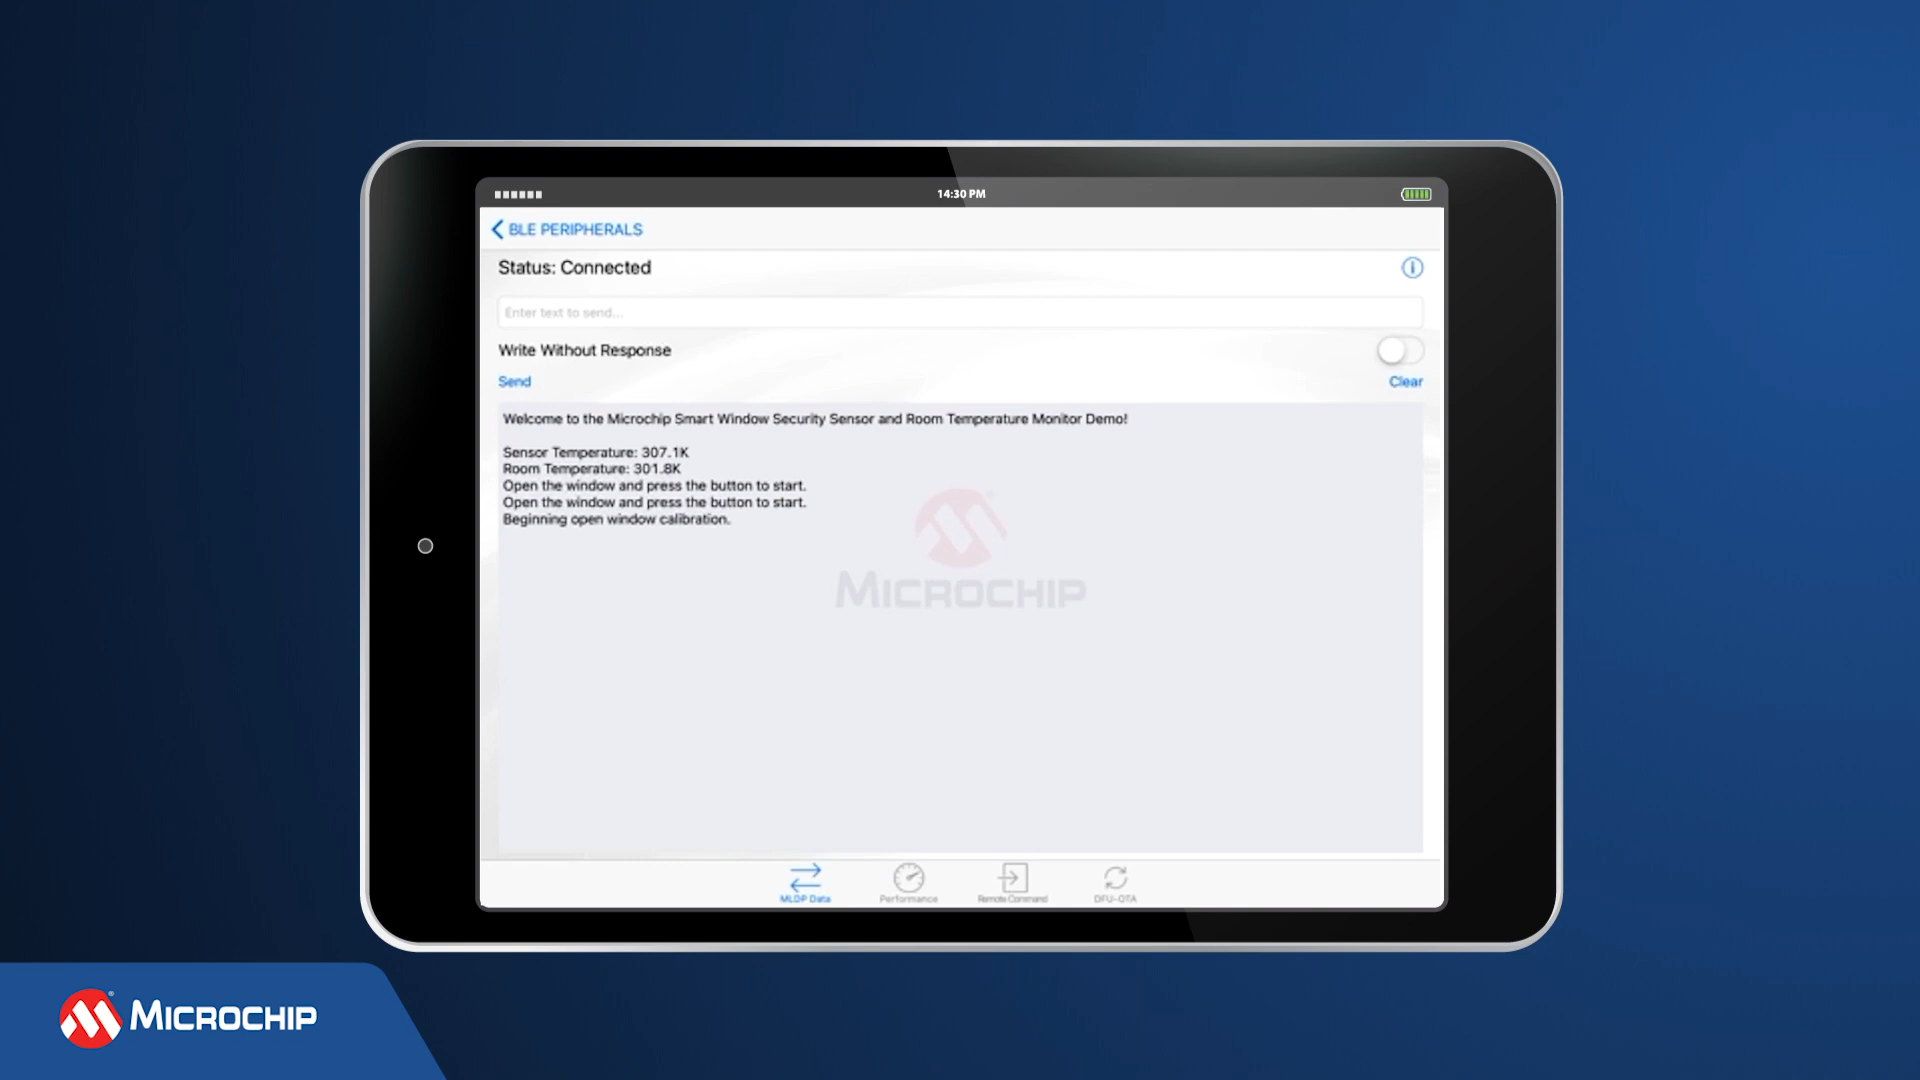 14:30 PM
BLE PERIPHERALS
Status: Connected
Enter text to send...
Write Without Response
Send
Clear
Welcome to the Microchip Smart Window Security Sensor and Room Temperature Monitor Demo!
Sensor Temperature: 307.1K
Room Temperature: 301.8K
Open the window and press the button to start.
Open the window and press the button to start.
Beginning open window calibration.
MICROCHIP
MLDP Data
Performance
Remote Command
DFU-OTA
MICROCHIP